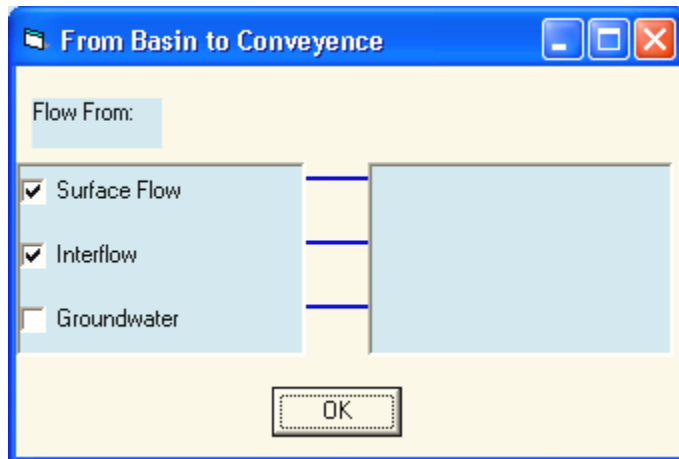 From Basin to Conveyence
Flow From:
Surface Flow
Interflow
Groundwater
OK